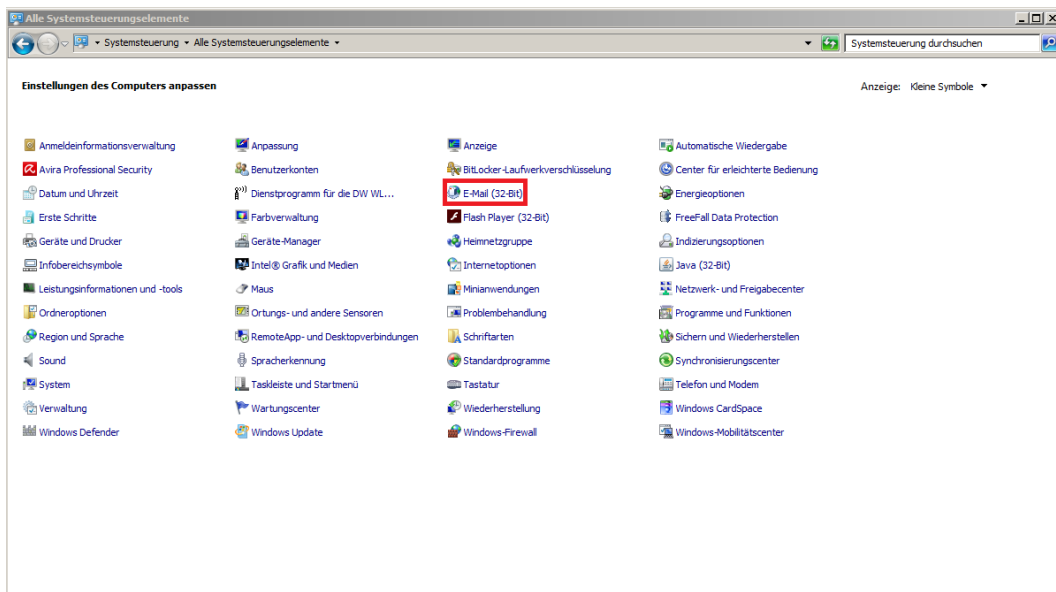 Alle Systemsteuerungselemente
Systemsteuerung Alle Systemsteuerungselemente
Systemsteuerung durchsuchen
Einstellungen des Computers anpassen
Anzeige: Kleine Symbole
Anmeldeinformationsverwaltung Anpassung Anzeige Automatische Wiedergabe
Avira Professional Security Benutzerkonten BitLocker-Laufwerkverschlüsselung Center für erleichterte Bedienung
Datum und Uhrzeit Dienstprogramm für die DW WL... E-Mail (32-Bit) Energieoptionen
Erste Schritte Farbverwaltung Flash Player (32-Bit) FreeFall Data Protection
Geräte und Drucker Geräte-Manager Heimnetzgruppe Indizierungsoptionen
Infobereichsymbole Intel® Grafik und Medien Internetoptionen Java (32-Bit)
Leistungsinformationen und -tools Maus Minianwendungen Netzwerk- und Freigabecenter
Ordneroptionen Ortungs- und andere Sensoren Problembehandlung Programme und Funktionen
Region und Sprache RemoteApp- und Desktopverbindungen Schriftarten Sichern und Wiederherstellen
Sound Spracherkennung Standardprogramme Synchronisierungscenter
System Taskleiste und Startmenü Tastatur Telefon und Modem
Verwaltung Wartungscenter Wiederherstellung Windows CardSpace
Windows Defender Windows Update Windows-Firewall Windows-Mobilitätscenter